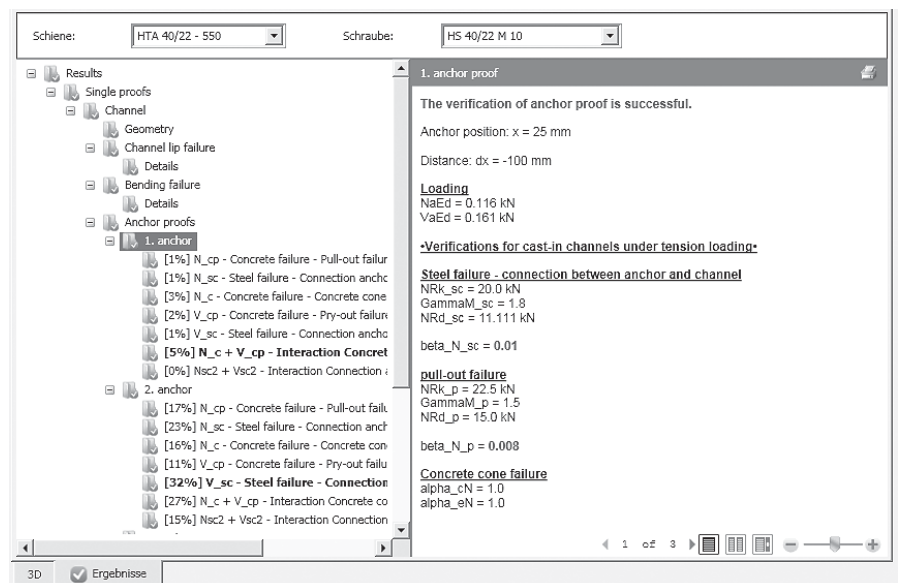 Schiene: HTA 40/22 - 550 Schraube: HS 40/22 M 10
Results
Single proofs
Channel
Geometry
Channel lip failure
Details
Bending failure
Details
Anchor proofs
1. anchor
[1%] N_cp - Concrete failure - Pull-out failur
[1%] N_sc - Steel failure - Connection ancho
[3%] N_c - Concrete failure - Concrete cone
[2%] V_cp - Concrete failure - Pry-out failure
[1%] V_sc - Steel failure - Connection ancho
[5%] N_c + V_cp - Interaction Concret
[0%] Nsc2 + Vsc2 - Interaction Connection
2. anchor
[17%] N_cp - Concrete failure - Pull-out failu
[23%] N_sc - Steel failure - Connection anch
[16%] N_c - Concrete failure - Concrete con
[11%] V_cp - Concrete failure - Pry-out failu
[32%] V_sc - Steel failure - Connection
[27%] N_c + V_cp - Interaction Concrete co
[15%] Nsc2 + Vsc2 - Interaction Connection
1. anchor proof
The verification of anchor proof is successful.
Anchor position: x = 25 mm
Distance: dx = -100 mm
Loading
NaEd = 0.116 kN
VaEd = 0.161 kN
•Verifications for cast-in channels under tension loading•
Steel failure - connection between anchor and channel
NRk_sc = 20.0 kN
GammaM_sc = 1.8
NRd_sc = 11.111 kN
beta_N_sc = 0.01
pull-out failure
NRk_p = 22.5 kN
GammaM_p = 1.5
NRd_p = 15.0 kN
beta_N_p = 0.008
Concrete cone failure
alpha_cN = 1.0
alpha_eN = 1.0
1 of 3
3D Ergebnisse